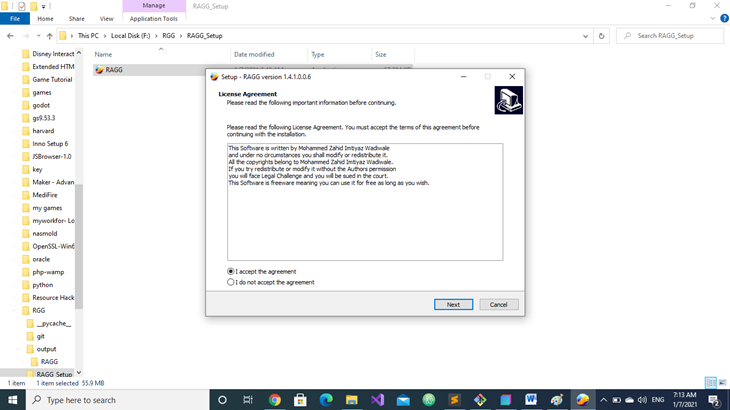 Manage
RAGG_Setup
File
Home
Share
View
Application Tools
This PC
Local Disk (F:)
RGG
RAGG_Setup
Search RAGG_Setup
Disney Interact
Extended HTM
Game Tutorial
games
godot
gs9.53.3
harvard
Inno Setup 6
JSBrowser-1.0
key
Maker - Advan
MediFire
my games
myworkfor- Lo
nasmold
OpenSSL-Win6
oracle
php-wamp
python
Resource Hack
RGG
__pycache__
git
output
RAGG
RAGG Setup
Name
Date modified
Type
Size
RAGG
Setup - RAGG version 1.4.1.0.0.6
License Agreement
Please read the following important information before continuing.
Please read the following License Agreement. You must accept the terms of this agreement before
continuing with the installation.
This Software is written by Mohammed Zahid Imtiyaz Wadiwale
and under no circumstances you shall modify or redistribute it.
All the copyrights belong to Mohammed Zahid Imtiyaz Wadiwale.
If you try redistribute or modify it without the Authors permission
you will face Legal Challenge and you will be sued in the court.
This Software is freeware meaning you can use it for free as long as you wish.
I accept the agreement
I do not accept the agreement
Next
Cancel
1 item
1 item selected 55.9 MB
Type here to search
ENG
7:13 AM
1/7/2021
2